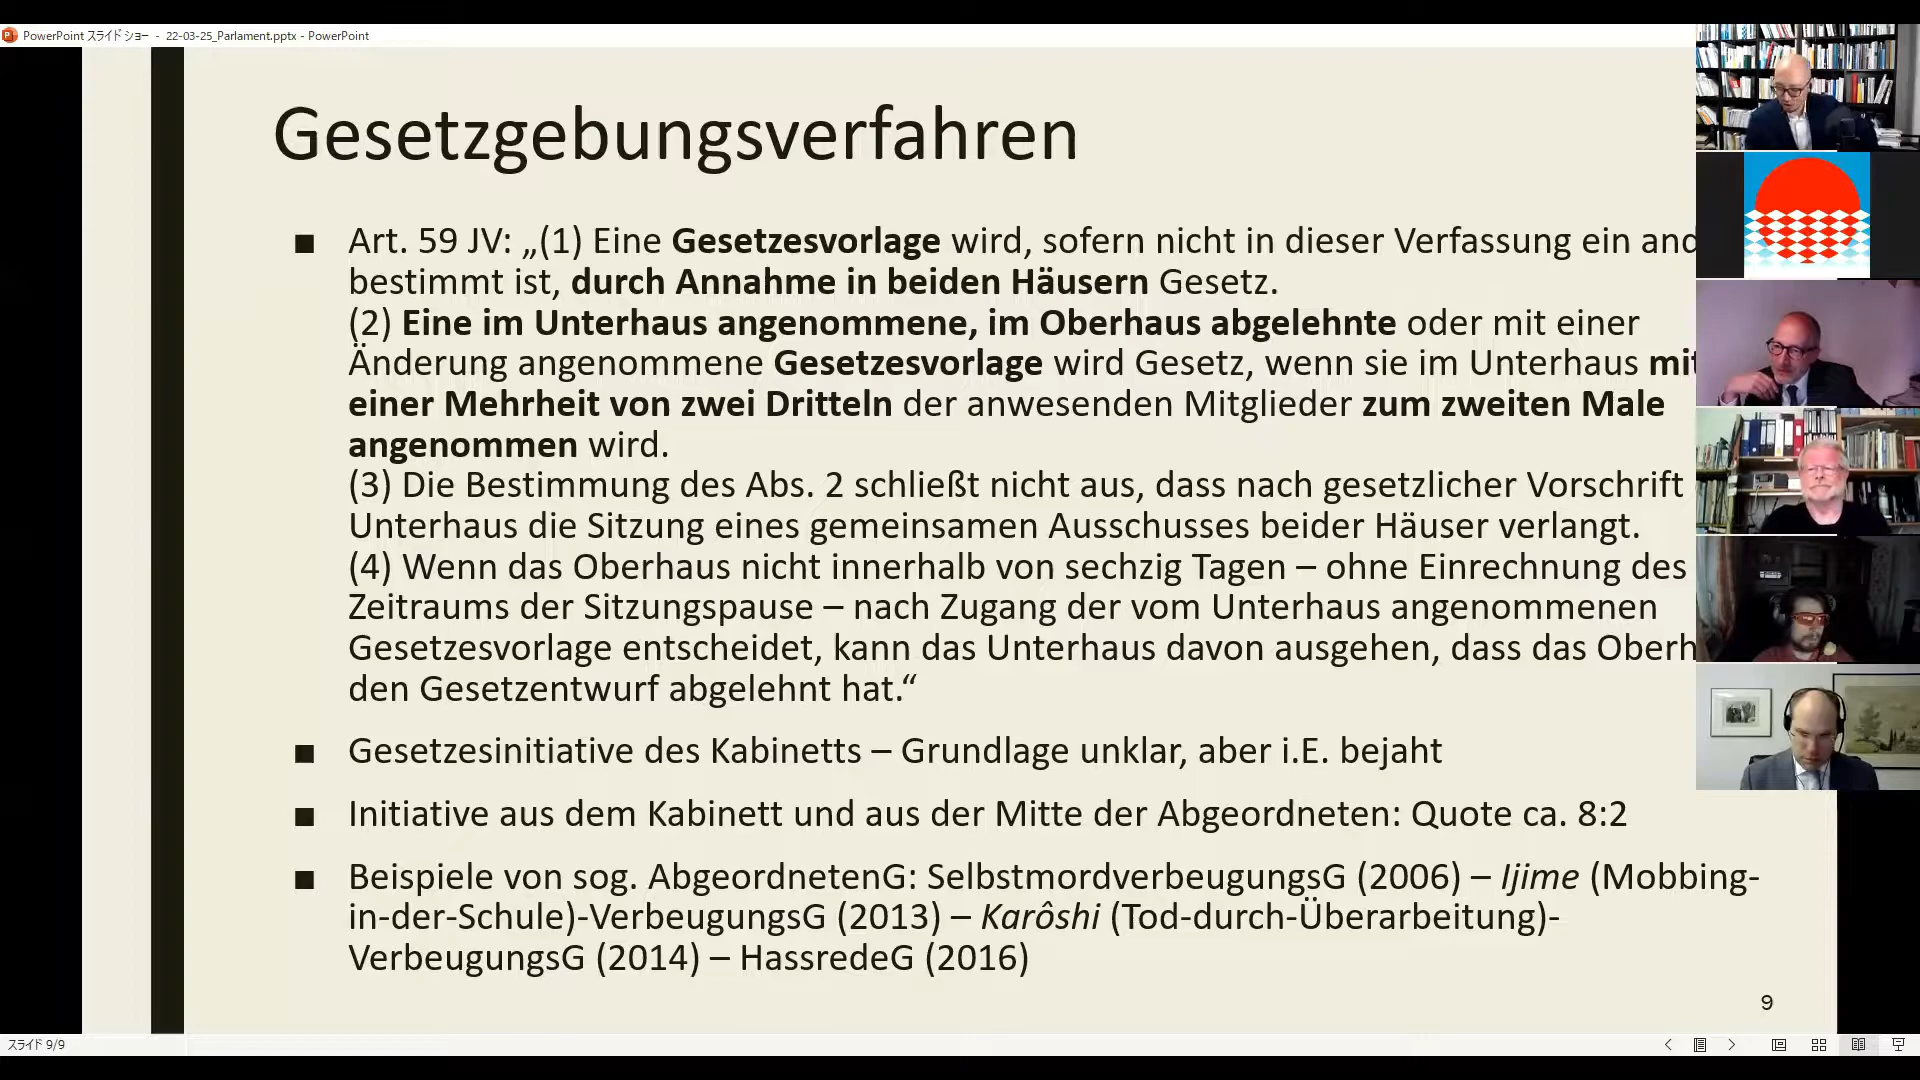 PowerPoint スライド ショー - 22-03-25_Parlament.pptx - PowerPoint
Gesetzgebungsverfahren
■ Art. 59 JV: „(1) Eine Gesetzesvorlage wird, sofern nicht in dieser Verfassung ein and
bestimmt ist, durch Annahme in beiden Häusern Gesetz.
(2) Eine im Unterhaus angenommene, im Oberhaus abgelehnte oder mit einer
Änderung angenommene Gesetzesvorlage wird Gesetz, wenn sie im Unterhaus mit
einer Mehrheit von zwei Dritteln der anwesenden Mitglieder zum zweiten Male
angenommen wird.
(3) Die Bestimmung des Abs. 2 schließt nicht aus, dass nach gesetzlicher Vorschrift
Unterhaus die Sitzung eines gemeinsamen Ausschusses beider Häuser verlangt.
(4) Wenn das Oberhaus nicht innerhalb von sechzig Tagen – ohne Einrechnung des
Zeitraums der Sitzungspause – nach Zugang der vom Unterhaus angenommenen
Gesetzesvorlage entscheidet, kann das Unterhaus davon ausgehen, dass das Oberh
den Gesetzentwurf abgelehnt hat.“
■ Gesetzesinitiative des Kabinetts – Grundlage unklar, aber i.E. bejaht
■ Initiative aus dem Kabinett und aus der Mitte der Abgeordneten: Quote ca. 8:2
■ Beispiele von sog. AbgeordnetenG: SelbstmordverbeugungsG (2006) – Ijime (Mobbing-
in-der-Schule)-VerbeugungsG (2013) – Karôshi (Tod-durch-Überarbeitung)-
VerbeugungsG (2014) – HassredeG (2016)
9
スライド 9/9